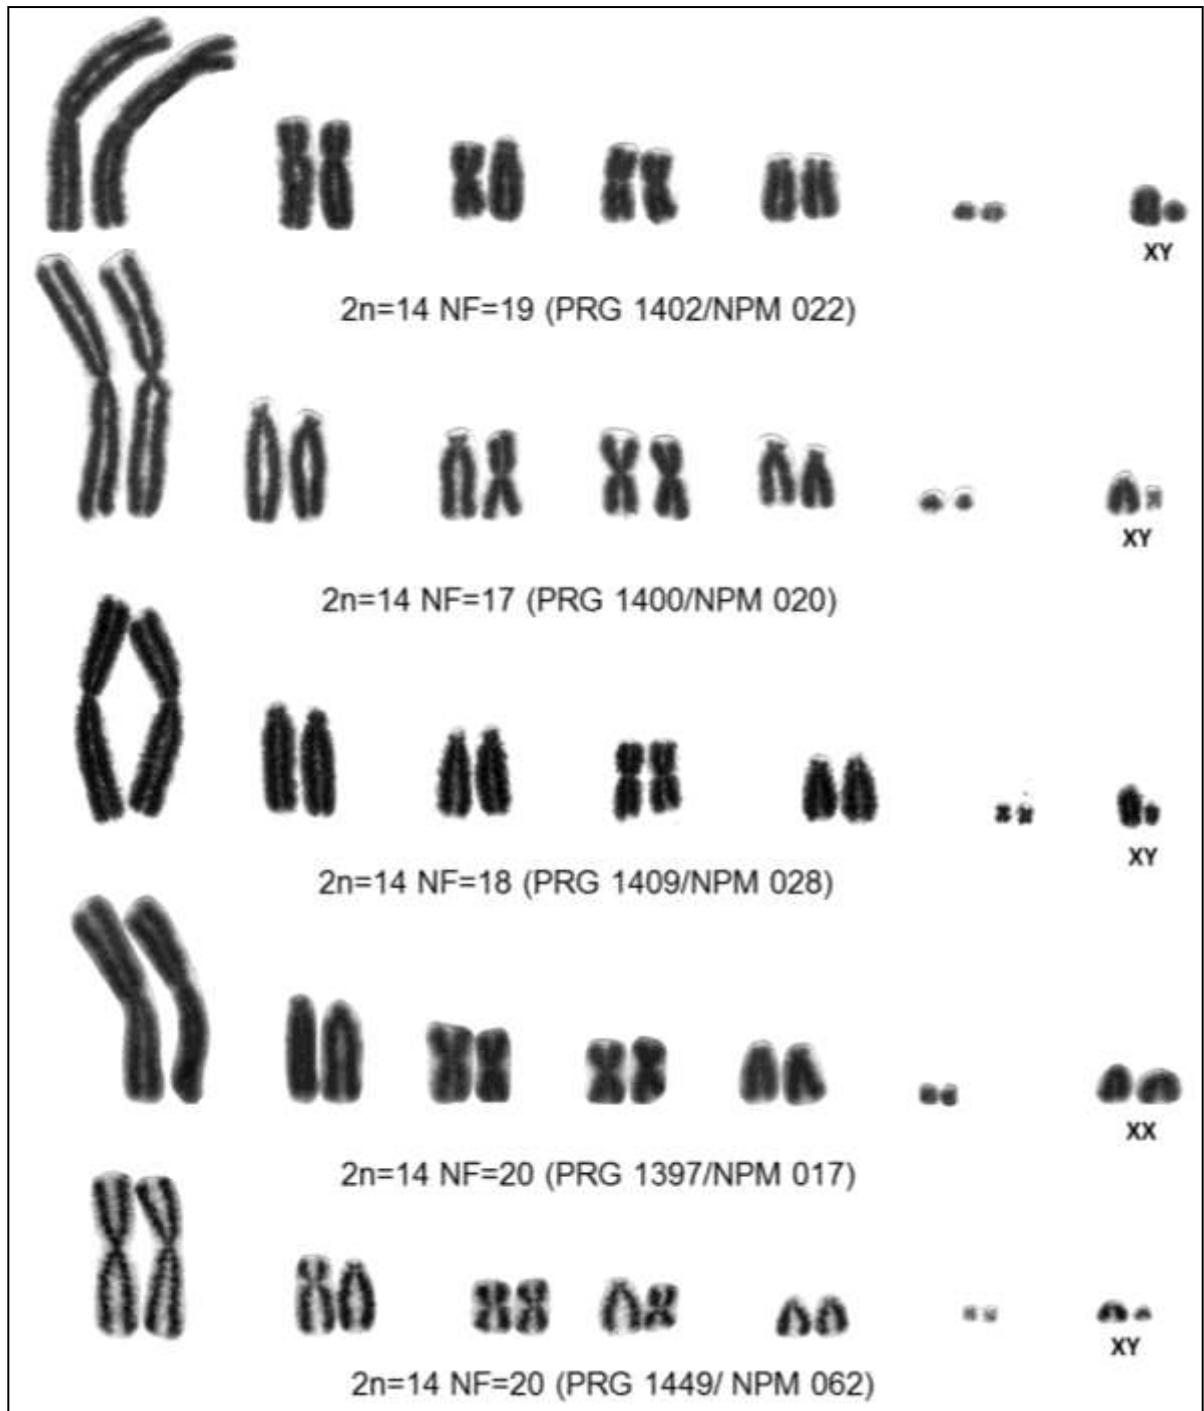 XY
2n=14 NF=19 (PRG 1402/NPM 022)
XY
2n=14 NF=17 (PRG 1400/NPM 020)
XY
2n=14 NF=18 (PRG 1409/NPM 028)
XX
2n=14 NF=20 (PRG 1397/NPM 017)
XY
2n=14 NF=20 (PRG 1449/ NPM 062)